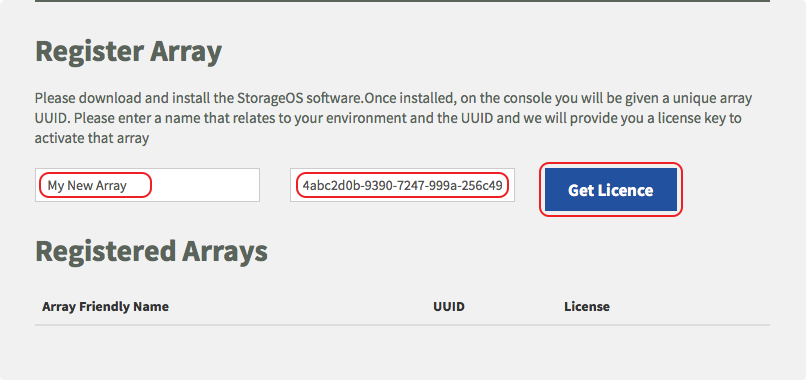 Register Array
Please download and install the StorageOS software.Once installed, on the console you will be given a unique array
UUID. Please enter a name that relates to your environment and the UUID and we will provide you a license key to
activate that array
My New Array
4abc2d0b-9390-7247-999a-256c49
Get Licence
Registered Arrays
Array Friendly Name UUID License